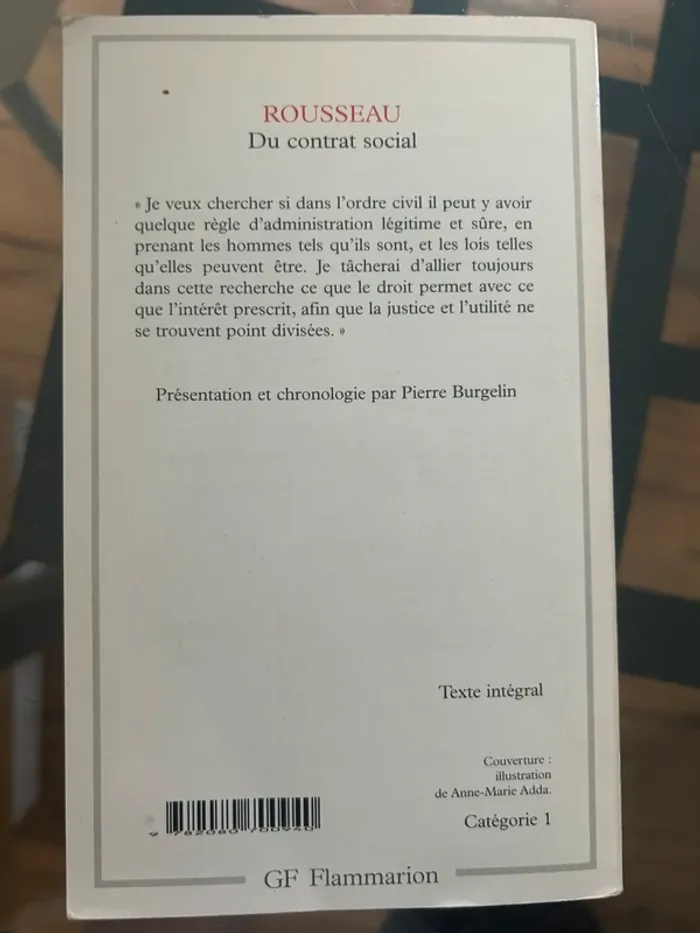 ROUSSEAU
Du contrat social
« Je veux chercher si dans l'ordre civil il peut y avoir
quelque règle d'administration légitime et sûre, en
prenant les hommes tels qu'ils sont, et les lois telles
qu'elles peuvent être. Je tâcherai d'allier toujours
dans cette recherche ce que le droit permet avec ce
que l'intérêt prescrit, afin que la justice et l'utilité ne
se trouvent point divisées. »
Présentation et chronologie par Pierre Burgelin
Texte intégral
Couverture :
illustration
de Anne-Marie Adda.
Catégorie 1
9 782080 700940
GF Flammarion